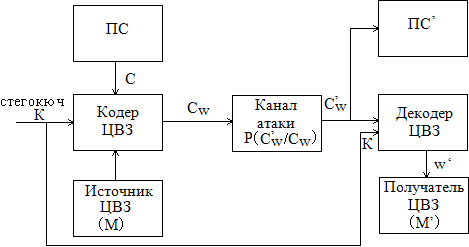 ПС
ПС'
С
стегоключ
К
Кодер
ЦВЗ
Cw
Канал
атаки
P(C'w/Cw)
C'w
К
Декодер
ЦВЗ
w'
Источник
ЦВЗ
(М)
Получатель
ЦВЗ
(М')